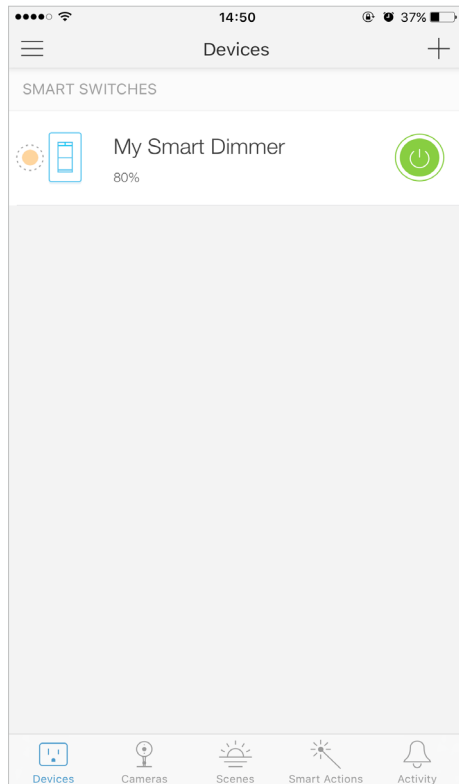 14:50
37%
Devices
SMART SWITCHES
My Smart Dimmer
80%
Devices Cameras Scenes Smart Actions Activity